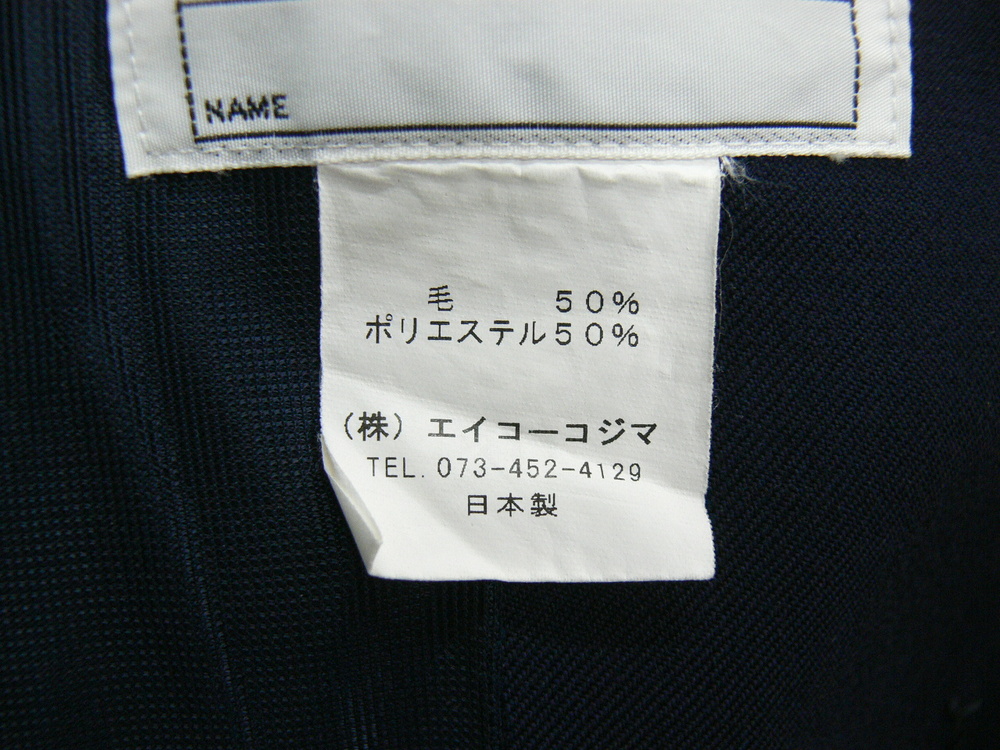 NAME
毛 50%
ポリエステル50%
(株) エイコーコジマ
TEL. 073-452-4129
日本製